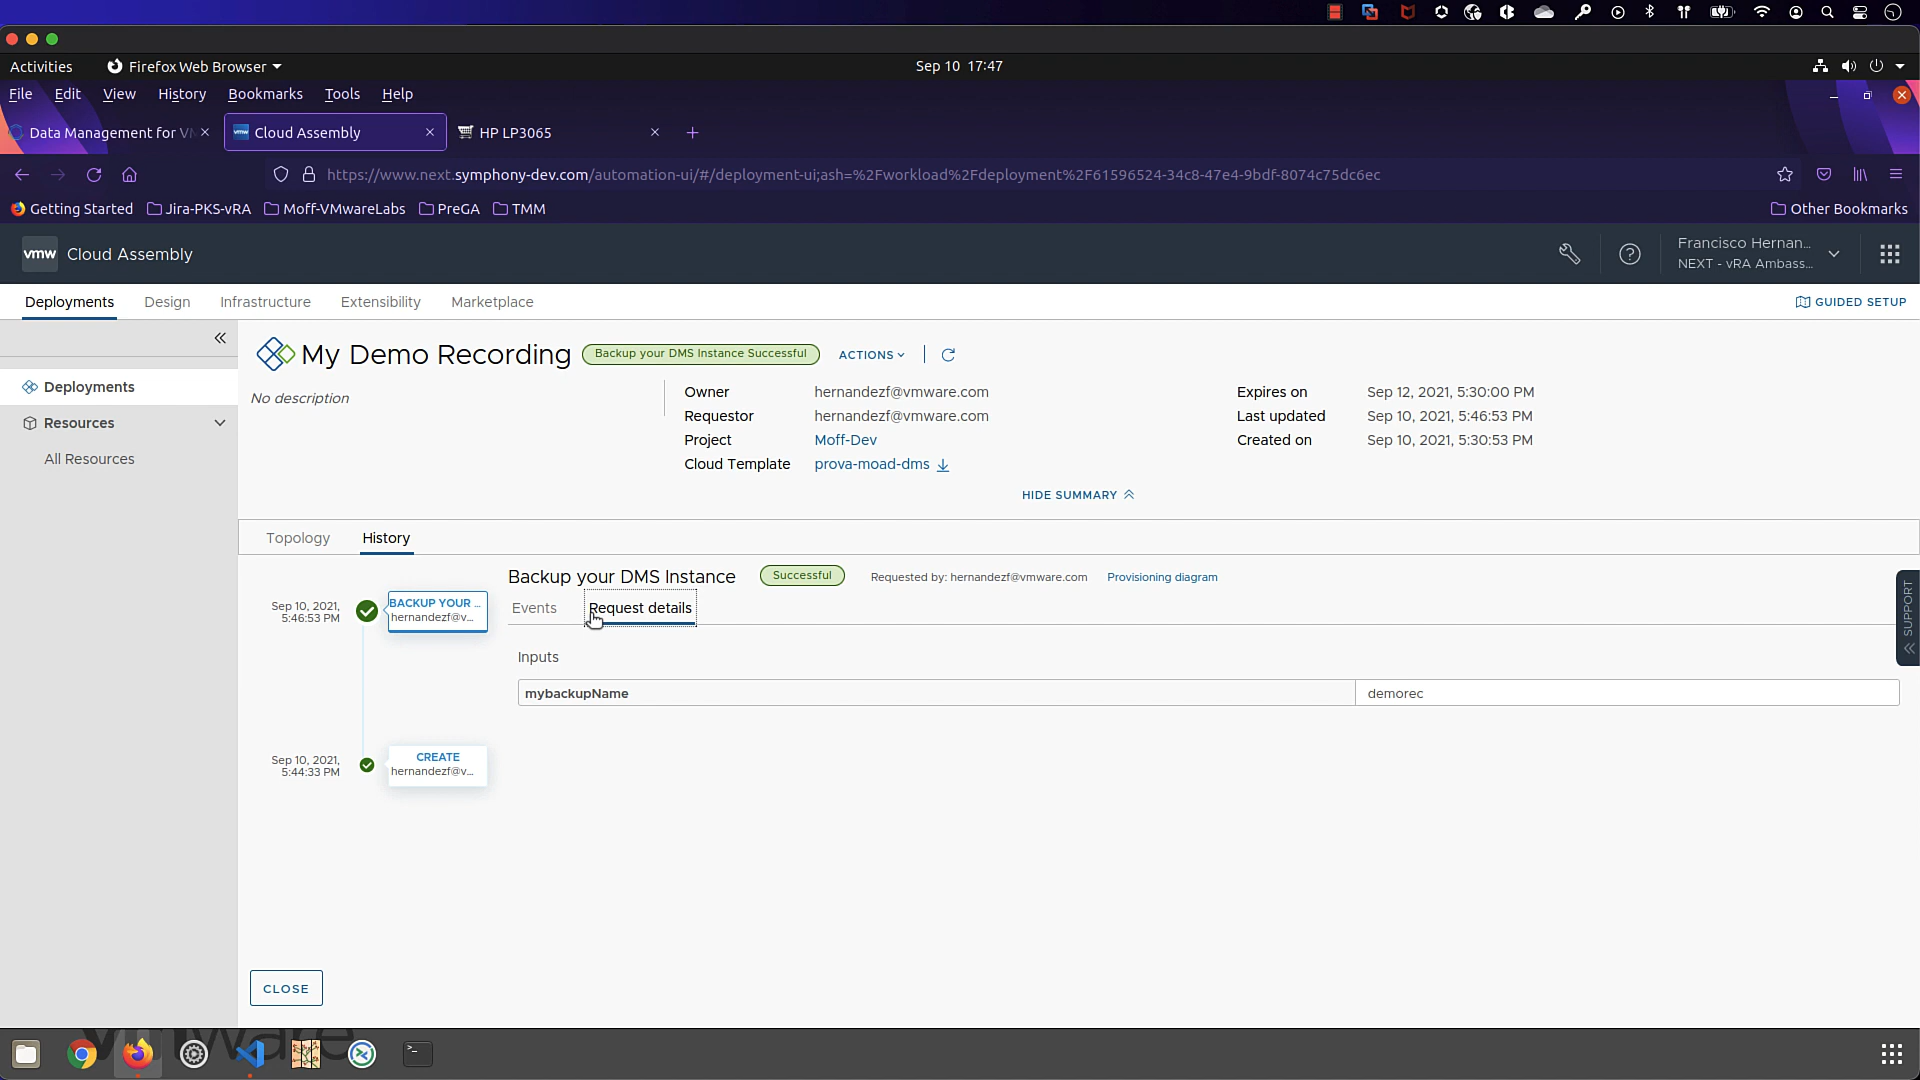 Activities
Firefox Web Browser
Sep 10 17:47
File Edit View History Bookmarks Tools Help
Data Management for VM
Cloud Assembly
HP LP3065
https://www.next.symphony-dev.com/automation-ui/#/deployment-ui;ash=%2Fworkload%2Fdeployment%2F61596524-34c8-47e4-9bdf-8074c75dc6ec
Getting Started Jira-PKS-vRA Moff-VMwareLabs PreGA TMM Other Bookmarks
vmw Cloud Assembly
Francisco Hernan...
NEXT - vRA Ambass...
Deployments Design Infrastructure Extensibility Marketplace GUIDED SETUP
Deployments
Resources
All Resources
My Demo Recording Backup your DMS Instance Successful ACTIONS
No description
Owner hernandezf@vmware.com
Requestor hernandezf@vmware.com
Project Moff-Dev
Cloud Template prova-moad-dms
Expires on Sep 12, 2021, 5:30:00 PM
Last updated Sep 10, 2021, 5:46:53 PM
Created on Sep 10, 2021, 5:30:53 PM
HIDE SUMMARY
Topology History
Sep 10, 2021,
5:46:53 PM
BACKUP YOUR ...
hernandezf@v...
Sep 10, 2021,
5:44:33 PM
CREATE
hernandezf@v...
Backup your DMS Instance Successful Requested by: hernandezf@vmware.com Provisioning diagram
Events Request details
Inputs
mybackupName demorec
SUPPORT
CLOSE
vmware